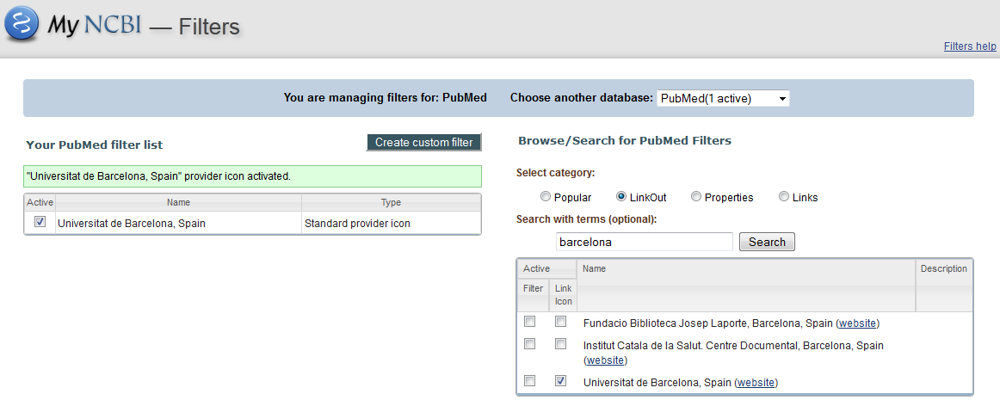 My NCBI — Filters
Filters help
You are managing filters for: PubMed Choose another database: PubMed(1 active)
Your PubMed filter list
Create custom filter
"Universitat de Barcelona, Spain" provider icon activated.
Active Name Type
Universitat de Barcelona, Spain Standard provider icon
Browse/Search for PubMed Filters
Select category:
Popular LinkOut Properties Links
Search with terms (optional):
barcelona Search
Active Name Description
Filter Link
Icon
Fundacio Biblioteca Josep Laporte, Barcelona, Spain (website)
Institut Catala de la Salut. Centre Documental, Barcelona, Spain
(website)
Universitat de Barcelona, Spain (website)